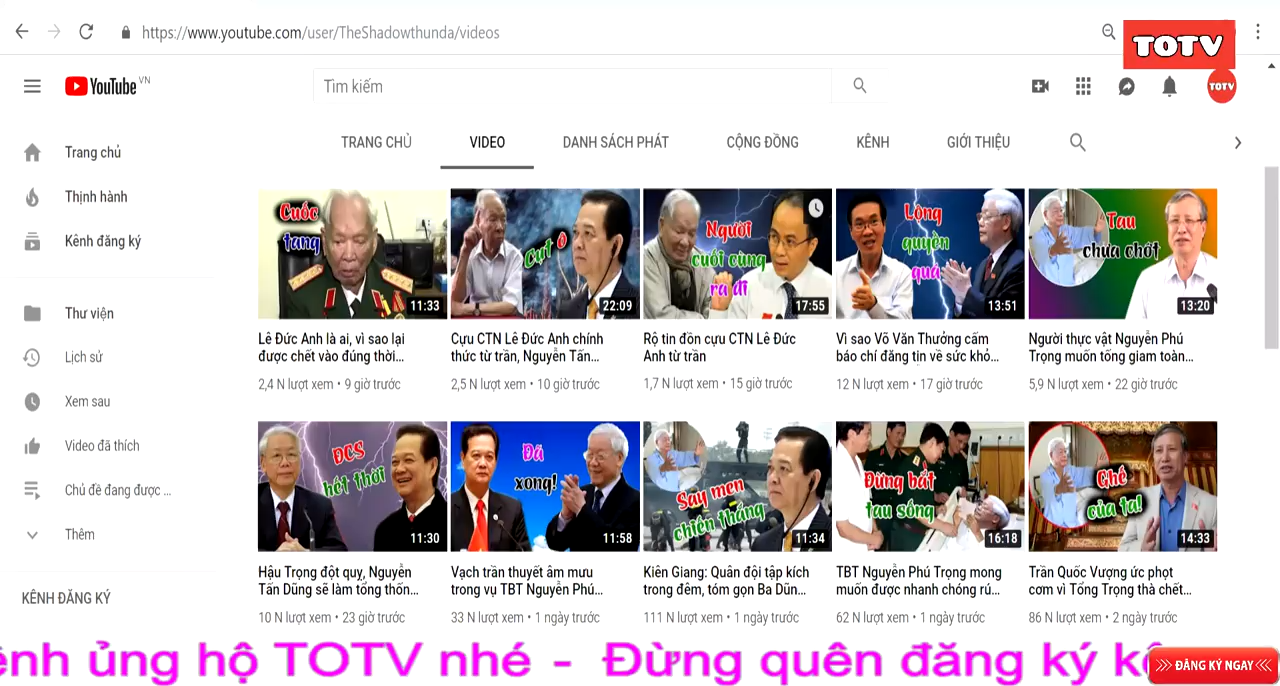 https://www.youtube.com/user/TheShadowthunda/videos
TOTV
YouTube VN
Tìm kiếm
TOTV
TRANG CHỦ VIDEO DANH SÁCH PHÁT CỘNG ĐỒNG KÊNH GIỚI THIỆU
Trang chủ
Thịnh hành
Kênh đăng ký
Thư viện
Lịch sử
Xem sau
Video đã thích
Chủ đề đang được ...
Thêm
KÊNH ĐĂNG KÝ
Cuốc
tang
11:33
Lê Đức Anh là ai, vì sao lại
được chết vào đúng thời...
2,4 N lượt xem • 9 giờ trước
Cụt ô
22:09
Cựu CTN Lê Đức Anh chính
thức từ trần, Nguyễn Tấn...
2,5 N lượt xem • 10 giờ trước
Người
cuối cùng
ra đi
17:55
Rộ tin đồn cựu CTN Lê Đức
Anh từ trần
1,7 N lượt xem • 15 giờ trước
Lộng
quyền
quá
13:51
Vì sao Võ Văn Thưởng cấm
báo chí đăng tin về sức khỏ...
12 N lượt xem • 17 giờ trước
Tau
chưa chót
13:20
Người thực vật Nguyễn Phú
Trọng muốn tống giam toàn...
5,9 N lượt xem • 22 giờ trước
ĐCS
hết thời
11:30
Hậu Trọng đột quỵ, Nguyễn
Tấn Dũng sẽ làm tổng thốn...
10 N lượt xem • 23 giờ trước
Đã
xong!
11:58
Vạch trần thuyết âm mưu
trong vụ TBT Nguyễn Phú...
33 N lượt xem • 1 ngày trước
Say men
chiến thắng
11:34
Kiên Giang: Quân đội tập kích
trong đêm, tóm gọn Ba Dũn...
111 N lượt xem • 1 ngày trước
Đừng bắt
tau sống
16:18
TBT Nguyễn Phú Trọng mong
muốn được nhanh chóng rú...
62 N lượt xem • 1 ngày trước
Ghế
của ta!
14:33
Trần Quốc Vượng ức phọt
cơm vì Tổng Trọng thà chết...
86 N lượt xem • 2 ngày trước
ênh ủng hộ TOTV nhé - Đừng quên đăng ký kê
ĐĂNG KÝ NGAY